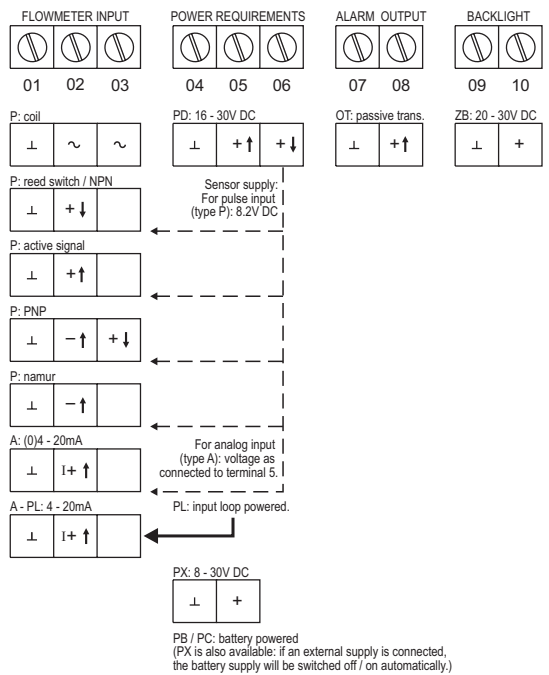 FLOWMETER INPUT
POWER REQUIREMENTS
ALARM OUTPUT
BACKLIGHT
01 02 03
04 05 06
07 08
09 10
P: coil
⊥ ~ ~
PD: 16 - 30V DC
⊥ +↑ +↓
OT: passive trans.
⊥ +↑
ZB: 20 - 30V DC
⊥ +
P: reed switch / NPN
⊥ +↓
Sensor supply:
For pulse input
(type P): 8.2V DC
P: active signal
⊥ +↑
P: PNP
⊥ −↑ +↓
P: namur
⊥ −↑
A: (0)4 - 20mA
⊥ I+ ↑
For analog input
(type A): voltage as
connected to terminal 5.
A - PL: 4 - 20mA
⊥ I+ ↑
PL: input loop powered.
PX: 8 - 30V DC
⊥ +
PB / PC: battery powered
(PX is also available: if an external supply is connected,
the battery supply will be switched off / on automatically.)